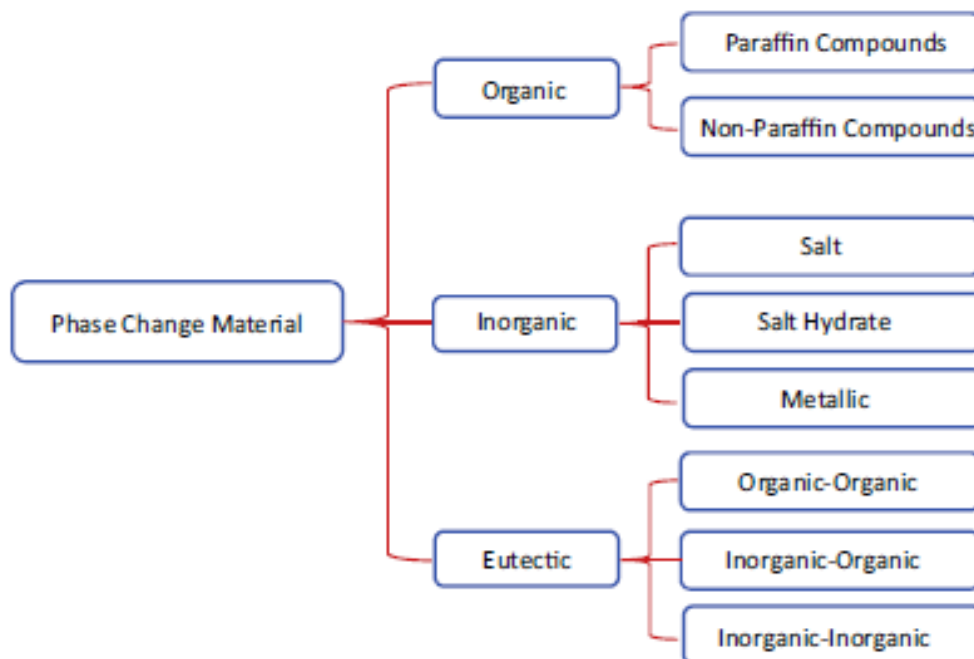 Paraffin Compounds
Organic
Non-Paraffin Compounds
Salt
Phase Change Material
Inorganic
Salt Hydrate
Metallic
Organic-Organic
Eutectic
Inorganic-Organic
Inorganic-Inorganic